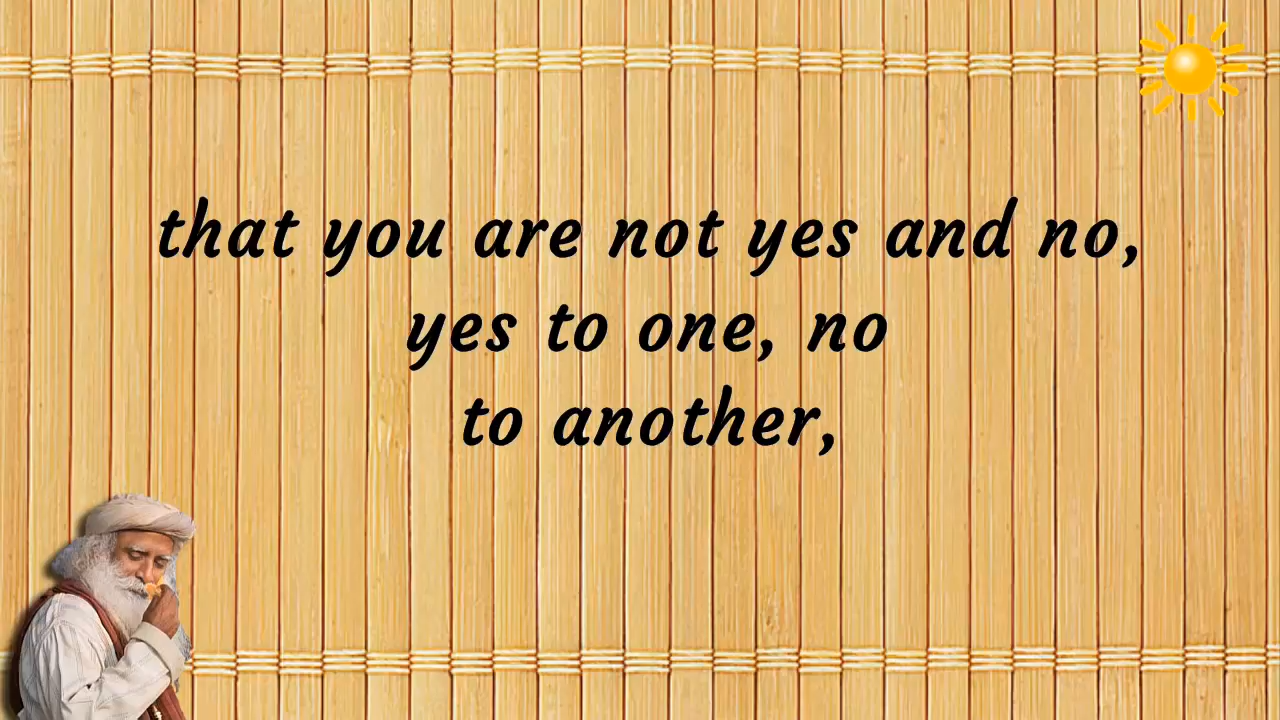 that you are not yes and no,
yes to one, no
to another,